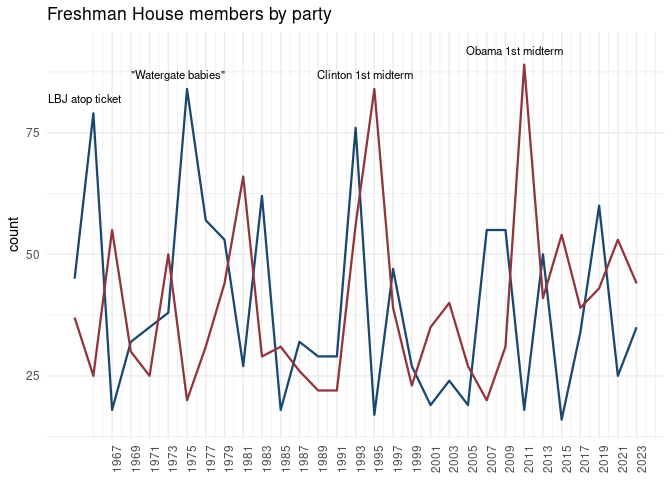 Freshman House members by party
Obama 1st midterm
"Watergate babies"
Clinton 1st midterm
LBJ atop ticket
75
50
25
count
1967 1969 1971 1973 1975 1977 1979 1981 1983 1985 1987 1989 1991 1993 1995 1997 1999 2001 2003 2005 2007 2009 2011 2013 2015 2017 2019 2021 2023